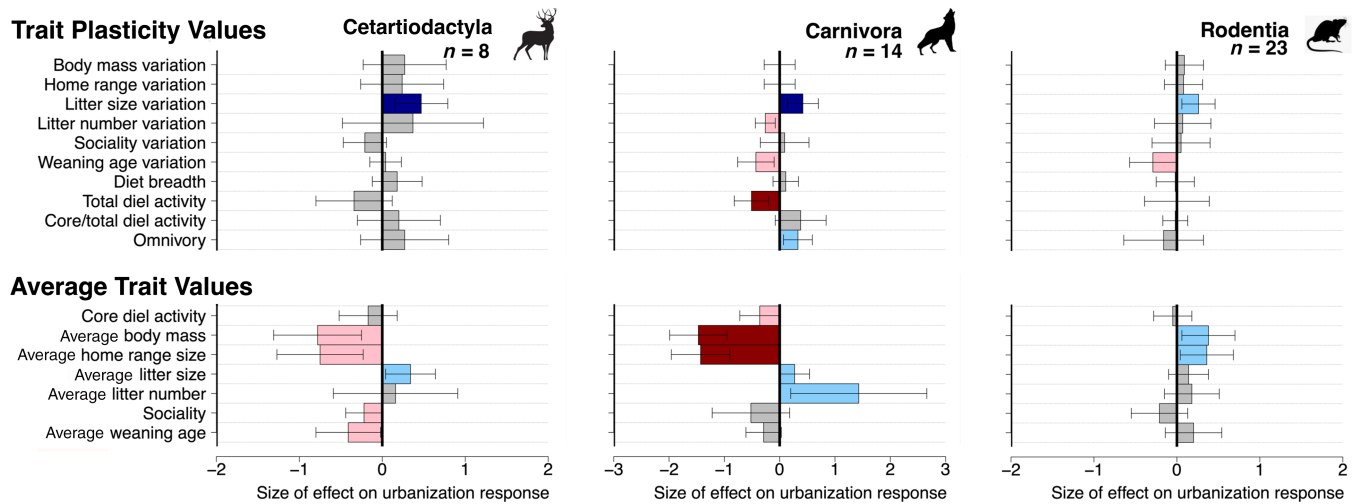 Trait Plasticity Values
Cetartiodactyla
n = 8
Carnivora
n = 14
Rodentia
n = 23
Body mass variation
Home range variation
Litter size variation
Litter number variation
Sociality variation
Weaning age variation
Diet breadth
Total diel activity
Core/total diel activity
Omnivory
Average Trait Values
Core diel activity
Average body mass
Average home range size
Average litter size
Average litter number
Sociality
Average weaning age
−2 −1 0 1 2
−3 −2 −1 0 1 2 3
−2 −1 0 1 2
Size of effect on urbanization response
Size of effect on urbanization response
Size of effect on urbanization response